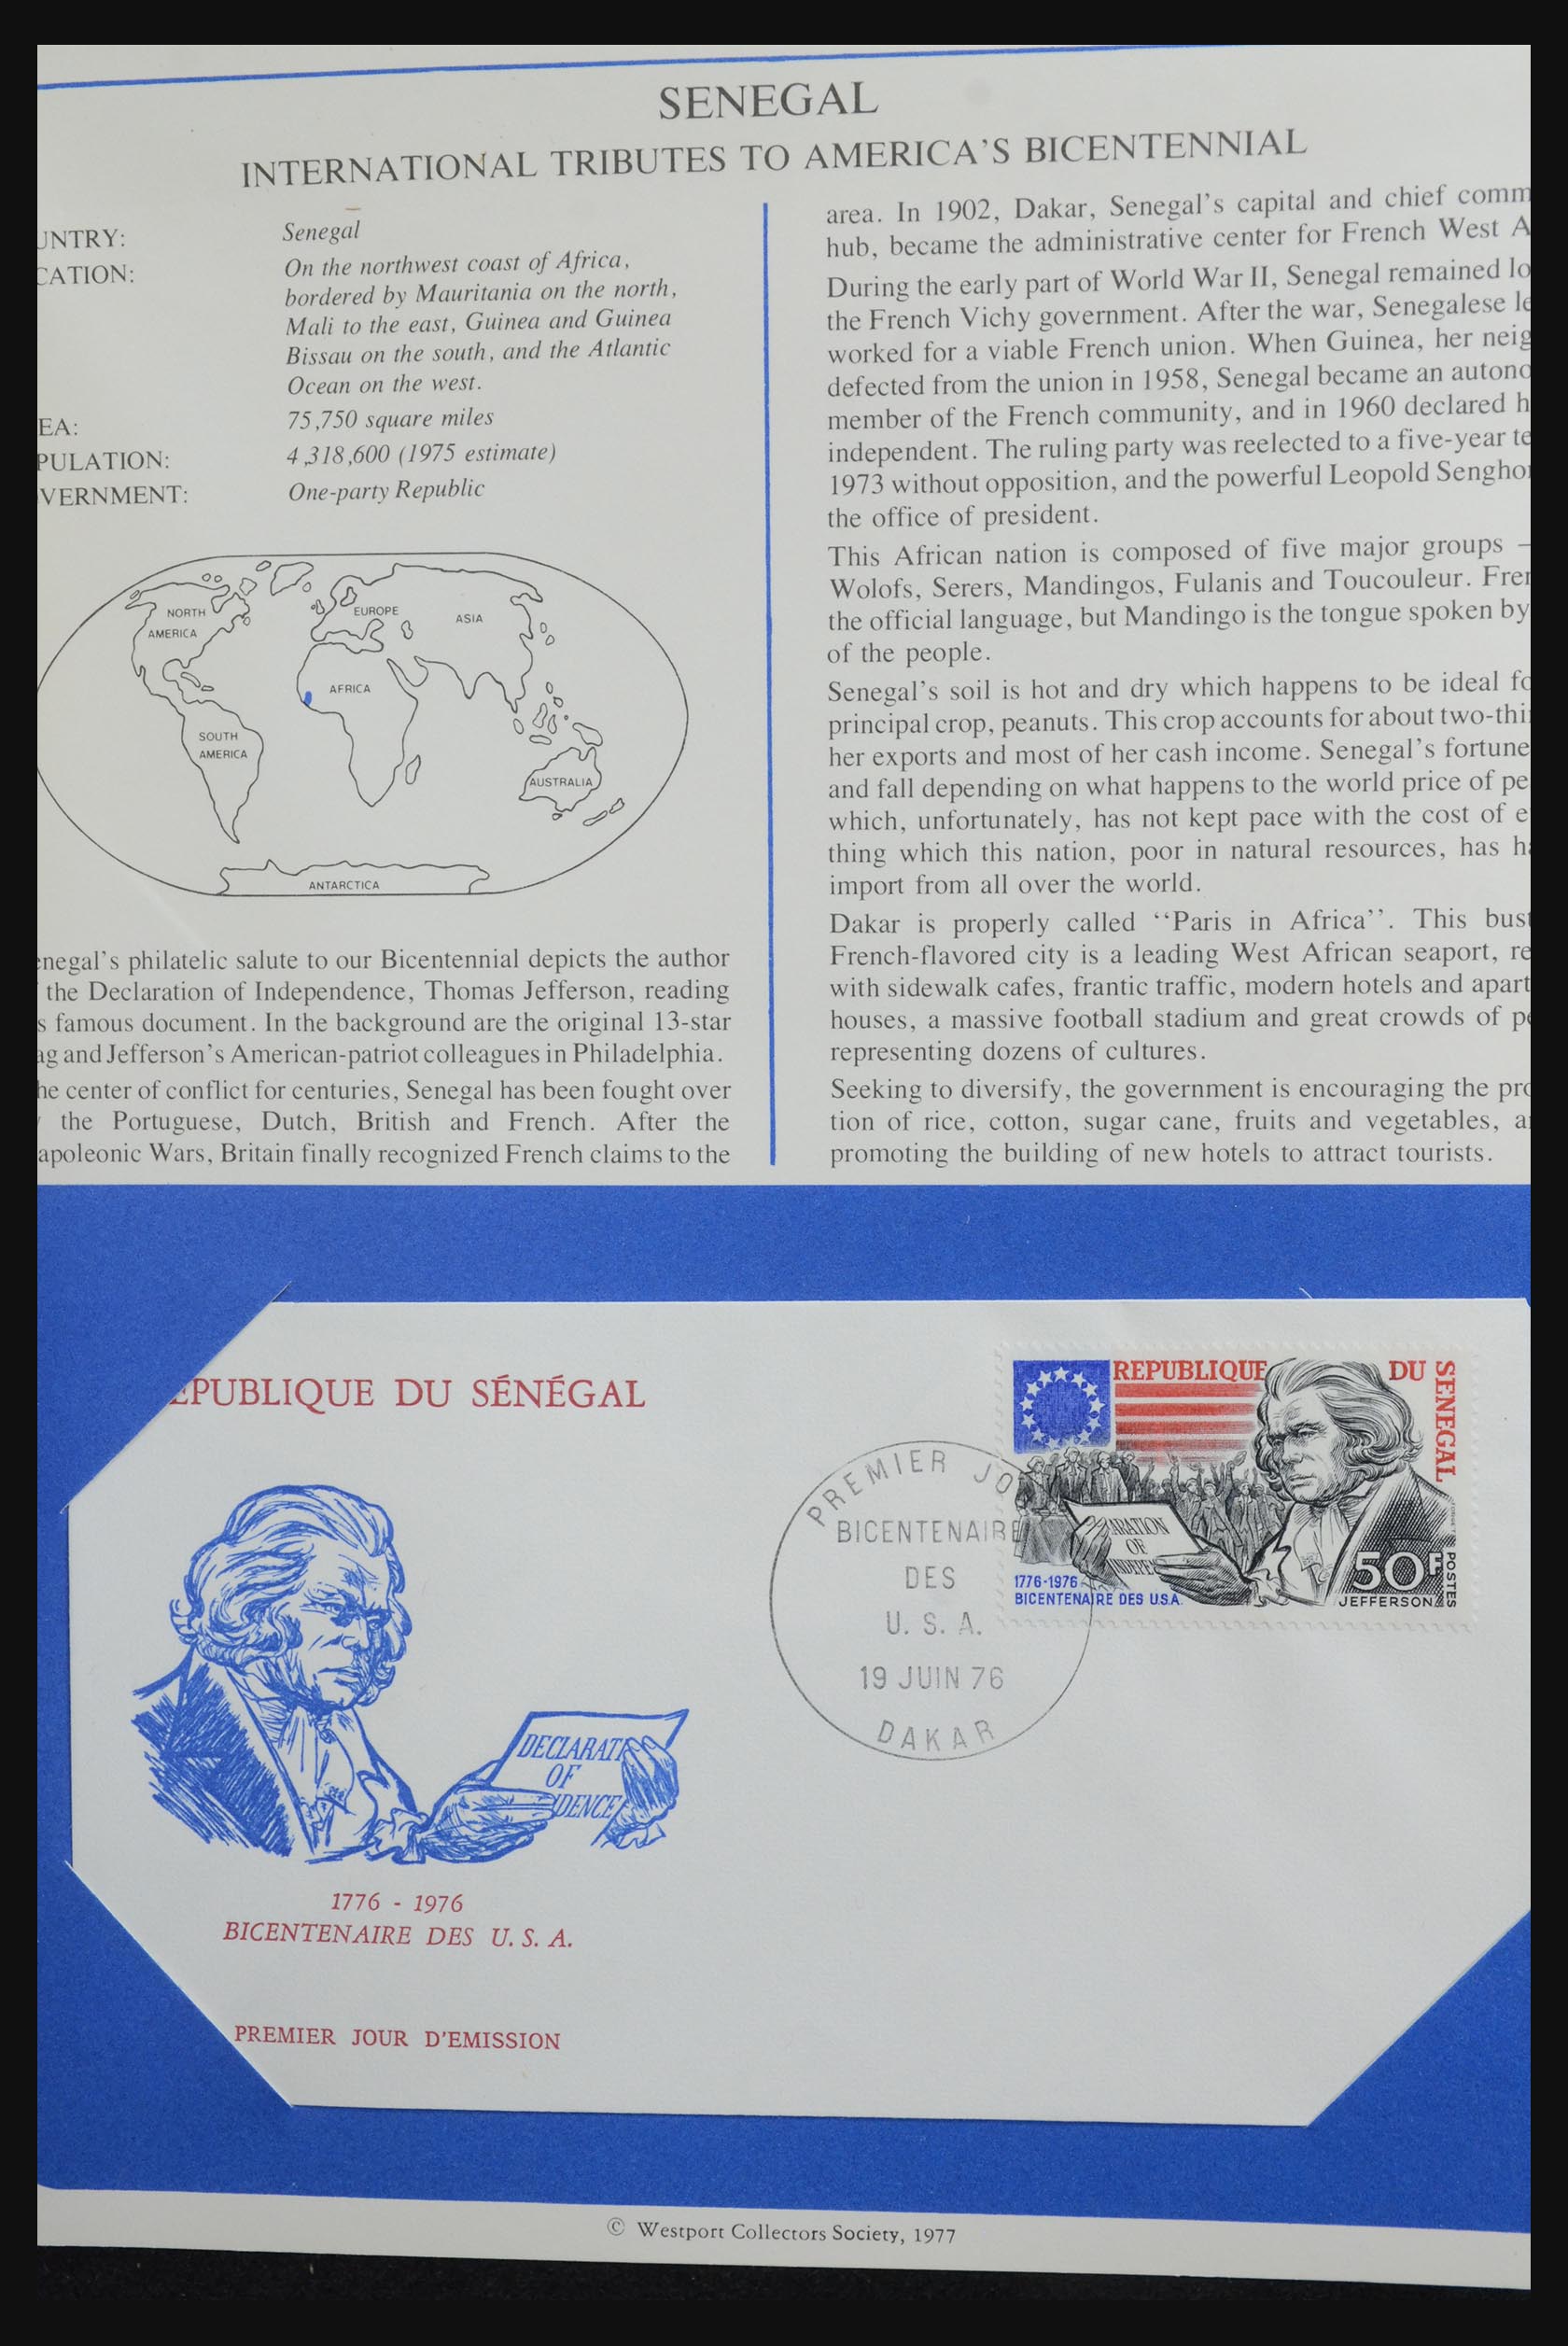 SENEGAL
INTERNATIONAL TRIBUTES TO AMERICA'S BICENTENNIAL
UNTRY: Senegal
CATION: On the northwest coast of Africa,
bordered by Mauritania on the north,
Mali to the east, Guinea and Guinea
Bissau on the south, and the Atlantic
Ocean on the west.
EA: 75,750 square miles
PULATION: 4,318,600 (1975 estimate)
VERNMENT: One-party Republic
NORTH
AMERICA
EUROPE
ASIA
AFRICA
SOUTH
AMERICA
AUSTRALIA
ANTARCTICA
enegal's philatelic salute to our Bicentennial depicts the author
the Declaration of Independence, Thomas Jefferson, reading
s famous document. In the background are the original 13-star
ag and Jefferson's American-patriot colleagues in Philadelphia.
he center of conflict for centuries, Senegal has been fought over
the Portuguese, Dutch, British and French. After the
apoleonic Wars, Britain finally recognized French claims to the
area. In 1902, Dakar, Senegal's capital and chief comm
hub, became the administrative center for French West A
During the early part of World War II, Senegal remained lo
the French Vichy government. After the war, Senegalese le
worked for a viable French union. When Guinea, her neig
defected from the union in 1958, Senegal became an autono
member of the French community, and in 1960 declared h
independent. The ruling party was reelected to a five-year te
1973 without opposition, and the powerful Leopold Senghor
the office of president.
This African nation is composed of five major groups —
Wolofs, Serers, Mandingos, Fulanis and Toucouleur. Fren
the official language, but Mandingo is the tongue spoken by
of the people.
Senegal's soil is hot and dry which happens to be ideal fo
principal crop, peanuts. This crop accounts for about two-thi
her exports and most of her cash income. Senegal's fortune
and fall depending on what happens to the world price of pe
which, unfortunately, has not kept pace with the cost of e
thing which this nation, poor in natural resources, has ha
import from all over the world.
Dakar is properly called ‘‘Paris in Africa’’. This bust
French-flavored city is a leading West African seaport, re
with sidewalk cafes, frantic traffic, modern hotels and apart
houses, a massive football stadium and great crowds of pe
representing dozens of cultures.
Seeking to diversify, the government is encouraging the pro
tion of rice, cotton, sugar cane, fruits and vegetables, a
promoting the building of new hotels to attract tourists.
EPUBLIQUE DU SÉNÉGAL
DECLARATI
OF
DENCE
1776 - 1976
BICENTENAIRE DES U. S. A.
PREMIER JOUR D'EMISSION
PREMIER JO
BICENTENAIRE
DES
U. S. A.
19 JUIN 76
DAKAR
REPUBLIQUE DU SENEGAL
ARATION
OF
INDEPE
1776-1976
BICENTENAIRE DES U.S.A.
50F
POSTES
JEFFERSON
© Westport Collectors Society, 1977